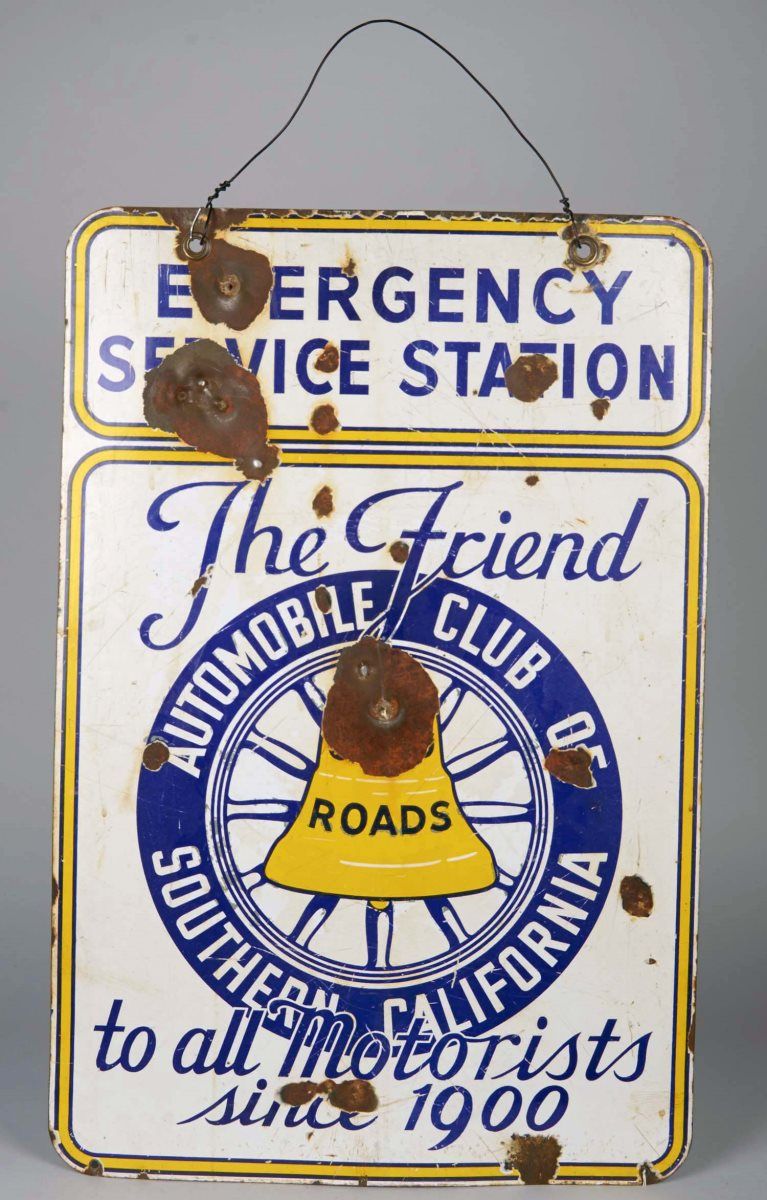 EMERGENCY
SERVICE STATION
The Friend
AUTOMOBILE CLUB OF
SOUTHERN CALIFORNIA
ROADS
to all Motorists
since 1900